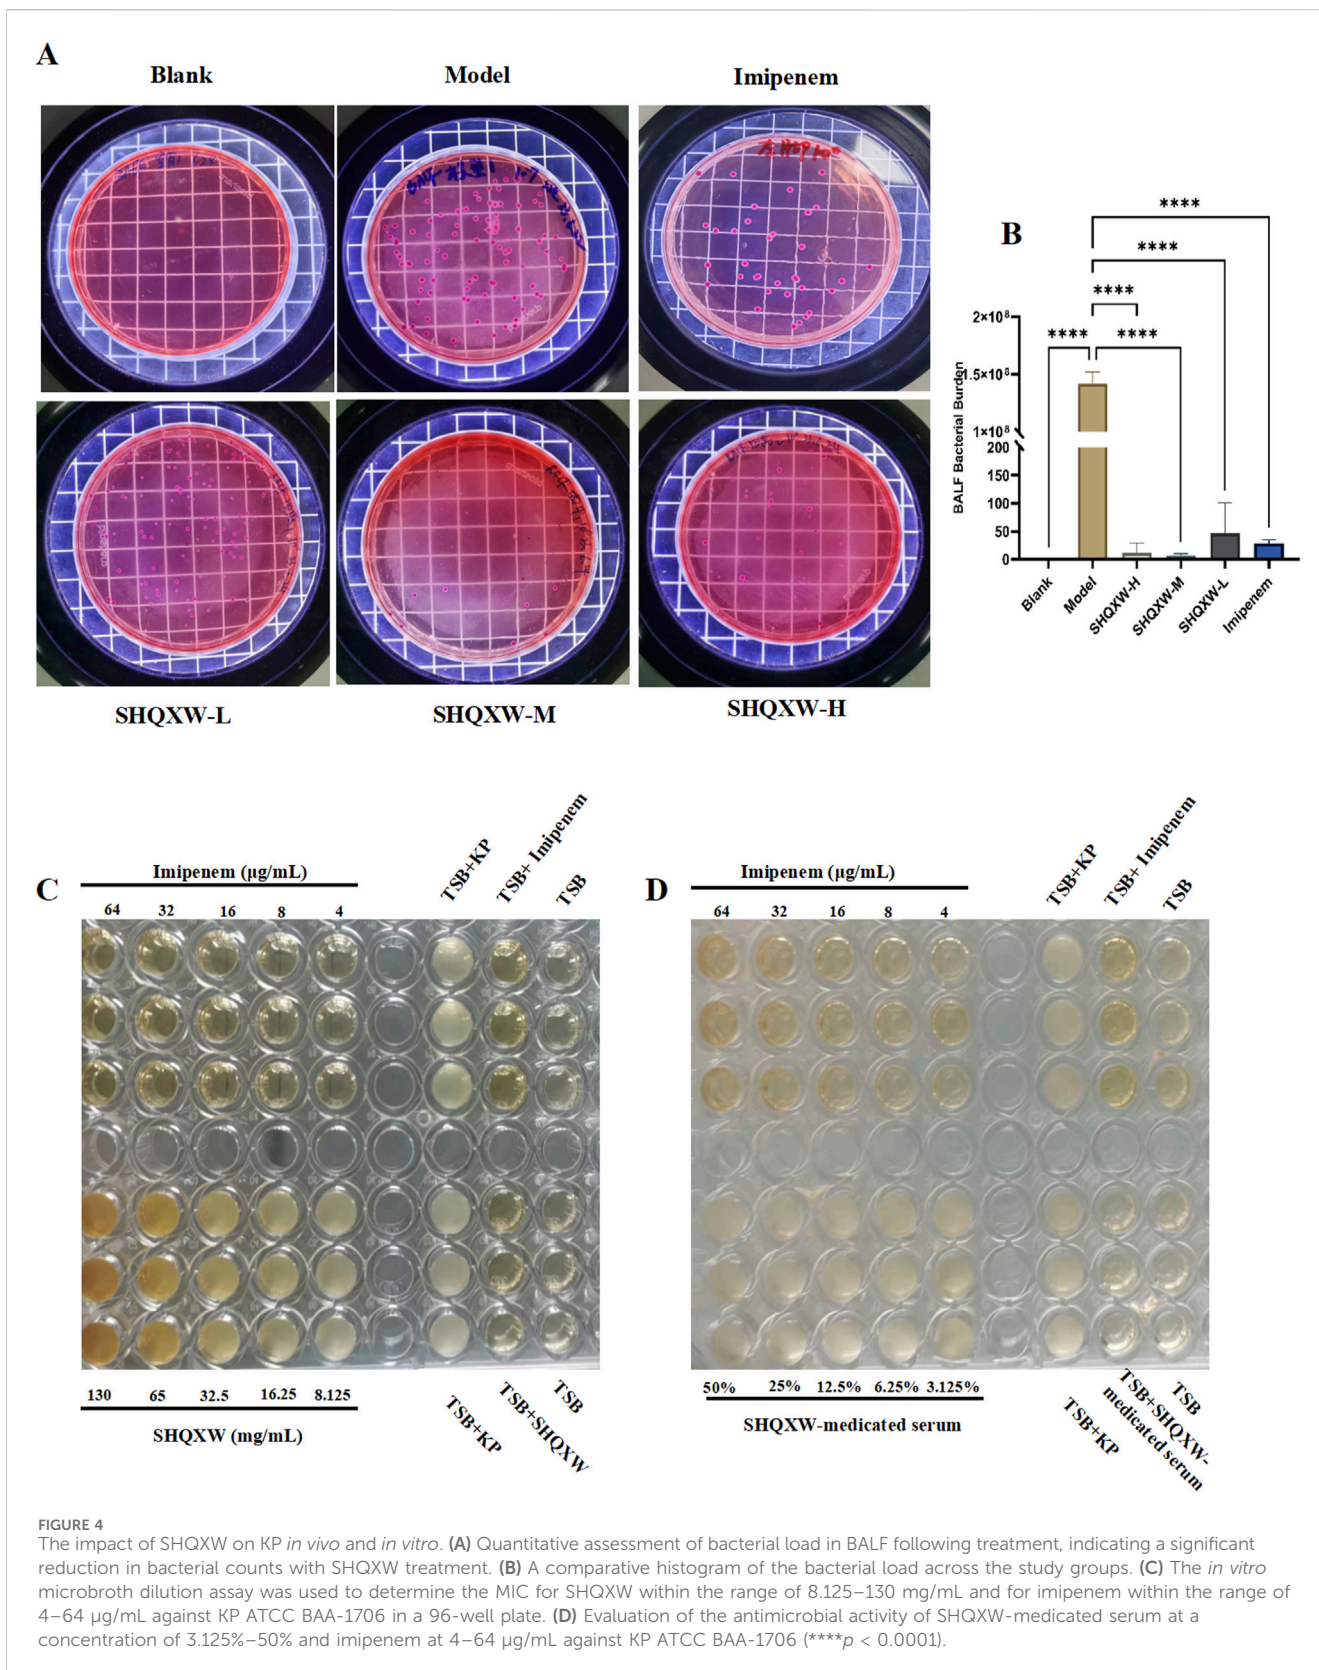 A
Blank
Model
Imipenem
SHQXW-L
SHQXW-M
SHQXW-H
B
BALF Bacterial Burden
2×10⁸
1.5×10⁸
1×10⁸
200
150
100
50
0
****
****
****
****
****
Blank
Model
SHQXW-H
SHQXW-M
SHQXW-L
Imipenem
C
Imipenem (µg/mL)
64 32 16 8 4
TSB+KP
TSB+ Imipenem
TSB
130 65 32.5 16.25 8.125
SHQXW (mg/mL)
TSB+KP
TSB+SHQXW
TSB
D
Imipenem (µg/mL)
64 32 16 8 4
TSB+KP
TSB+ Imipenem
TSB
50% 25% 12.5% 6.25% 3.125%
SHQXW-medicated serum
TSB+KP
TSB+SHQXW-
medicated serum
TSB
FIGURE 4
The impact of SHQXW on KP in vivo and in vitro. (A) Quantitative assessment of bacterial load in BALF following treatment, indicating a significant
reduction in bacterial counts with SHQXW treatment. (B) A comparative histogram of the bacterial load across the study groups. (C) The in vitro
microbroth dilution assay was used to determine the MIC for SHQXW within the range of 8.125–130 mg/mL and for imipenem within the range of
4–64 µg/mL against KP ATCC BAA-1706 in a 96-well plate. (D) Evaluation of the antimicrobial activity of SHQXW-medicated serum at a
concentration of 3.125%–50% and imipenem at 4–64 µg/mL against KP ATCC BAA-1706 (****p < 0.0001).